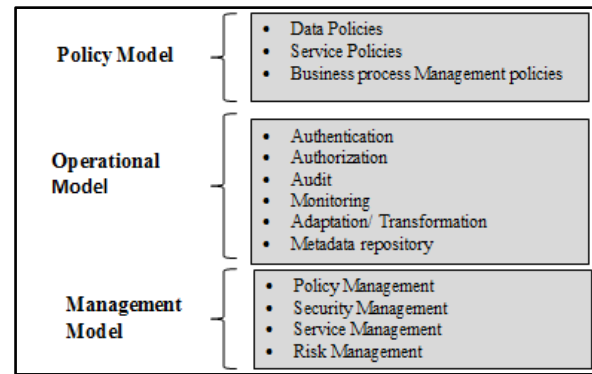 Policy Model
• Data Policies
• Service Policies
• Business process Management policies
Operational
Model
• Authentication
• Authorization
• Audit
• Monitoring
• Adaptation/ Transformation
• Metadata repository
Management
Model
• Policy Management
• Security Management
• Service Management
• Risk Management